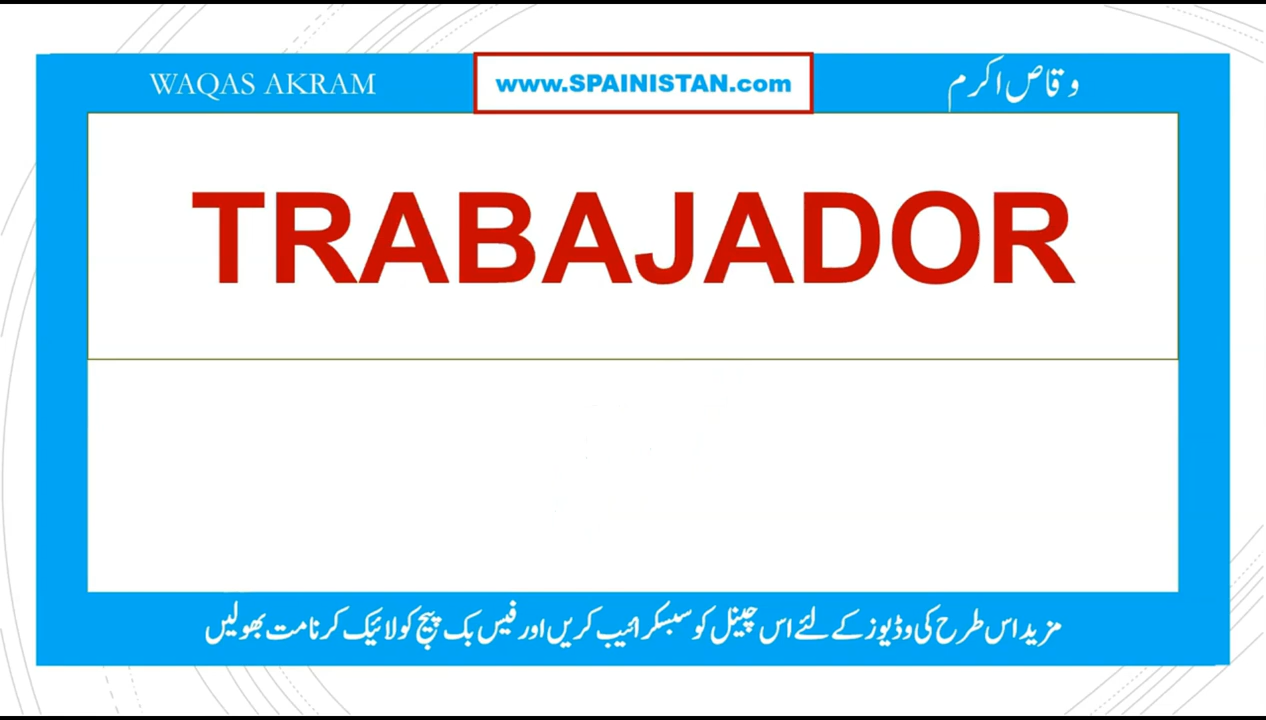 WAQAS AKRAM www.SPAINISTAN.com وقاص اکرم
TRABAJADOR
مزید اس طرح کی وڈیوز کے لئے اس چینل کو سبسکرائیب کریں اور فیس بک پیج کو لائیک کرنا مت بھولیں